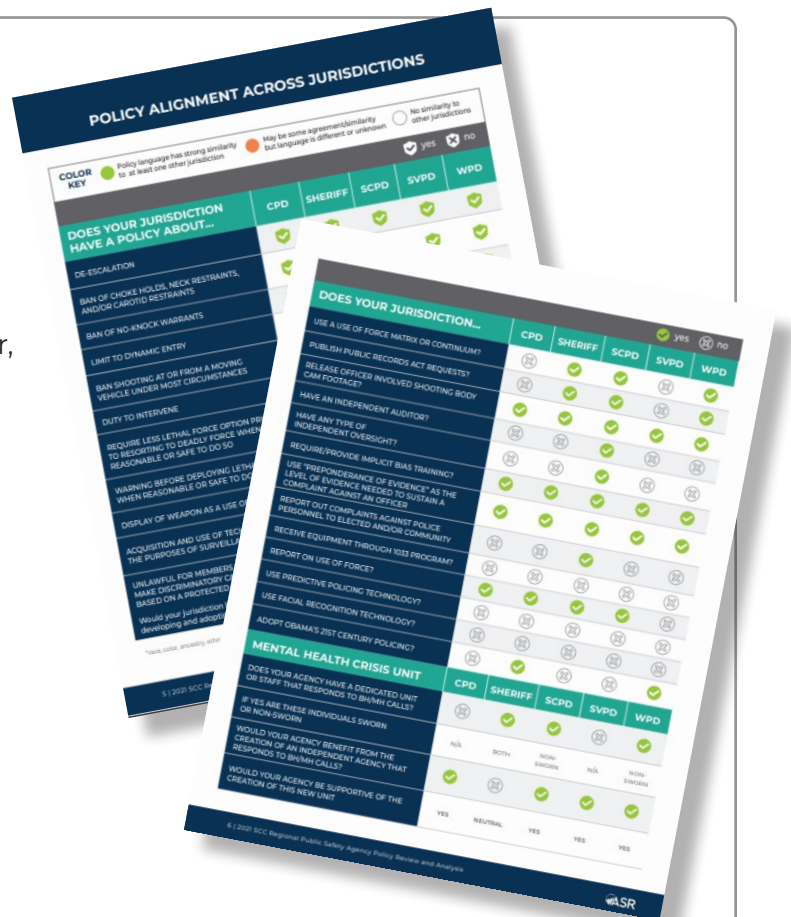 r,
POLICY ALIGNMENT ACROSS JURISDICTIONS
COLOR
KEY
Policy language has strong similarity
to at least one other jurisdiction
May be some agreement/similarity
but language is different or unknown
No similarity to
other jurisdictions
yes
no
DOES YOUR JURISDICTION
HAVE A POLICY ABOUT...
CPD SHERIFF SCPD SVPD WPD
DE-ESCALATION
BAN OF CHOKE HOLDS, NECK RESTRAINTS,
AND/OR CAROTID RESTRAINTS
BAN OF NO-KNOCK WARRANTS
LIMIT TO DYNAMIC ENTRY
BAN SHOOTING AT OR FROM A MOVING
VEHICLE UNDER MOST CIRCUMSTANCES
DUTY TO INTERVENE
REQUIRE LESS LETHAL FORCE OPTION PR
TO RESORTING TO DEADLY FORCE WHEN
REASONABLE OR SAFE TO DO SO
WARNING BEFORE DEPLOYING LETH
WHEN REASONABLE OR SAFE TO DO
DISPLAY OF WEAPON AS A USE O
ACQUISITION AND USE OF TEC
THE PURPOSES OF SURVEILLA
UNLAWFUL FOR MEMBERS
MAKE DISCRIMINATORY CA
BASED ON A PROTECTED
Would your jurisdiction
developing and adopti
*race, color, ancestry, ethni
5 | 2021 SCC Re
yes
no
DOES YOUR JURISDICTION...
CPD SHERIFF SCPD SVPD WPD
USE A USE OF FORCE MATRIX OR CONTINUUM?
PUBLISH PUBLIC RECORDS ACT REQUESTS?
RELEASE OFFICER INVOLVED SHOOTING BODY
CAM FOOTAGE?
HAVE AN INDEPENDENT AUDITOR?
HAVE ANY TYPE OF
INDEPENDENT OVERSIGHT?
REQUIRE/PROVIDE IMPLICIT BIAS TRAINING?
USE "PREPONDERANCE OF EVIDENCE" AS THE
LEVEL OF EVIDENCE NEEDED TO SUSTAIN A
COMPLAINT AGAINST AN OFFICER
REPORT OUT COMPLAINTS AGAINST POLICE
PERSONNEL TO ELECTED AND/OR COMMUNITY
RECEIVE EQUIPMENT THROUGH 1033 PROGRAM?
REPORT ON USE OF FORCE?
USE PREDICTIVE POLICING TECHNOLOGY?
USE FACIAL RECOGNITION TECHNOLOGY?
ADOPT OBAMA'S 21ST CENTURY POLICING?
MENTAL HEALTH CRISIS UNIT
CPD SHERIFF SCPD SVPD WPD
DOES YOUR AGENCY HAVE A DEDICATED UNIT
OR STAFF THAT RESPONDS TO BH/MH CALLS?
IF YES ARE THESE INDIVIDUALS SWORN
OR NON-SWORN
N/A BOTH NON-SWORN N/A NON-SWORN
WOULD YOUR AGENCY BENEFIT FROM THE
CREATION OF AN INDEPENDENT AGENCY THAT
RESPONDS TO BH/MH CALLS?
WOULD YOUR AGENCY BE SUPPORTIVE OF THE
CREATION OF THIS NEW UNIT
YES NEUTRAL YES YES YES
6 | 2021 SCC Regional Public Safety Agency Policy Review and Analysis
ASR